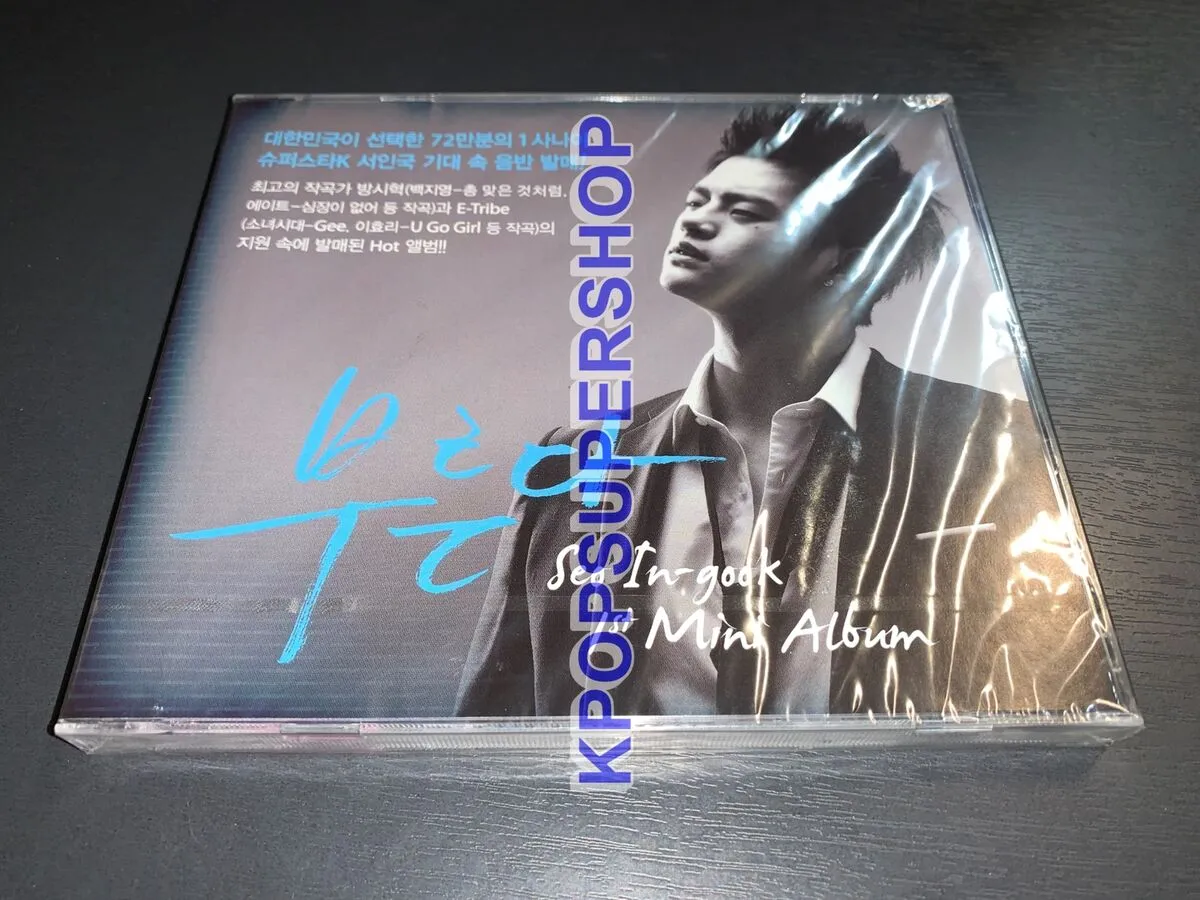 대한민국이 선택한 72만분의 1 사나이
슈퍼스타K 서인국 기대 속 음반 발매!
최고의 작곡가 방시혁(백지영-총 맞은 것처럼,
에이트-심장이 없어 등 작곡)과 E-Tribe
(소녀시대-Gee, 이효리-U Go Girl 등 작곡)의
지원 속에 발매된 Hot 앨범!!
부른다
Seo In-gook
1st Mini Album
KPOPSUPERSHOP